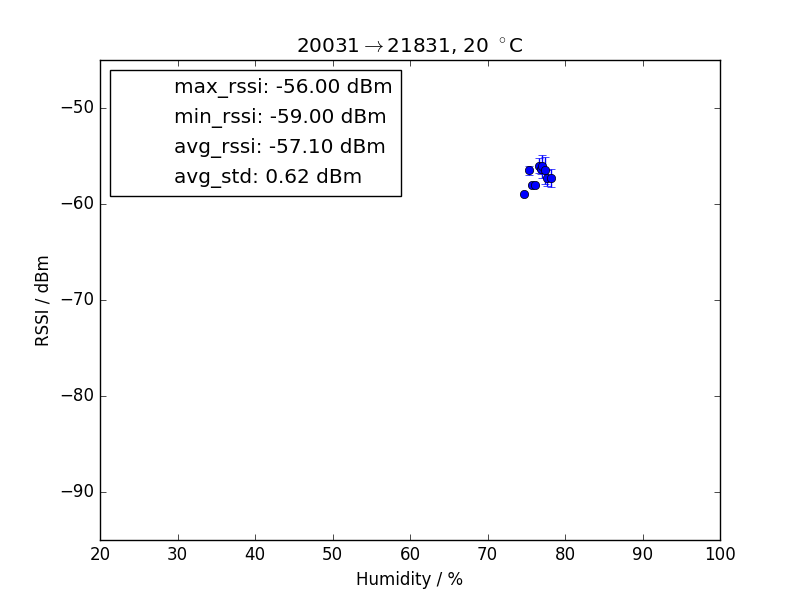 20031→21831, 20 °C
max_rssi: -56.00 dBm
min_rssi: -59.00 dBm
avg_rssi: -57.10 dBm
avg_std: 0.62 dBm
RSSI / dBm
−50
−60
−70
−80
−90
20 30 40 50 60 70 80 90 100
Humidity / %